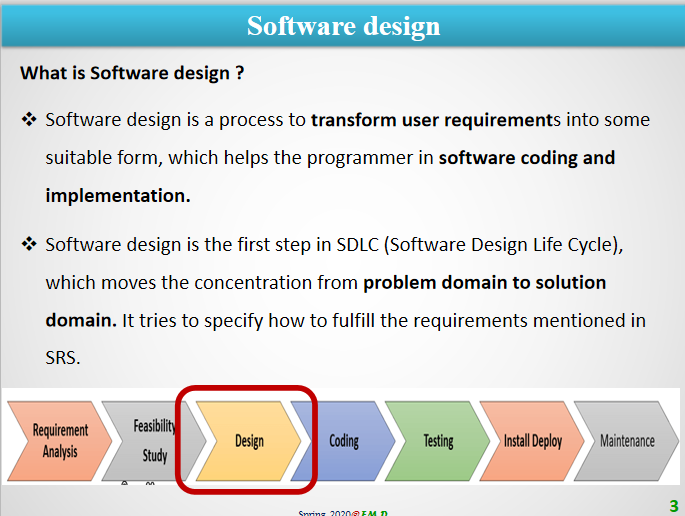 Software design
What is Software design ?
❖ Software design is a process to transform user requirements into some
suitable form, which helps the programmer in software coding and
implementation.
❖ Software design is the first step in SDLC (Software Design Life Cycle),
which moves the concentration from problem domain to solution
domain. It tries to specify how to fulfill the requirements mentioned in
SRS.
Requirement
Analysis
Feasibility
Study
Design
Coding
Testing
Install Deploy
Maintenance
Spring 2020@
3